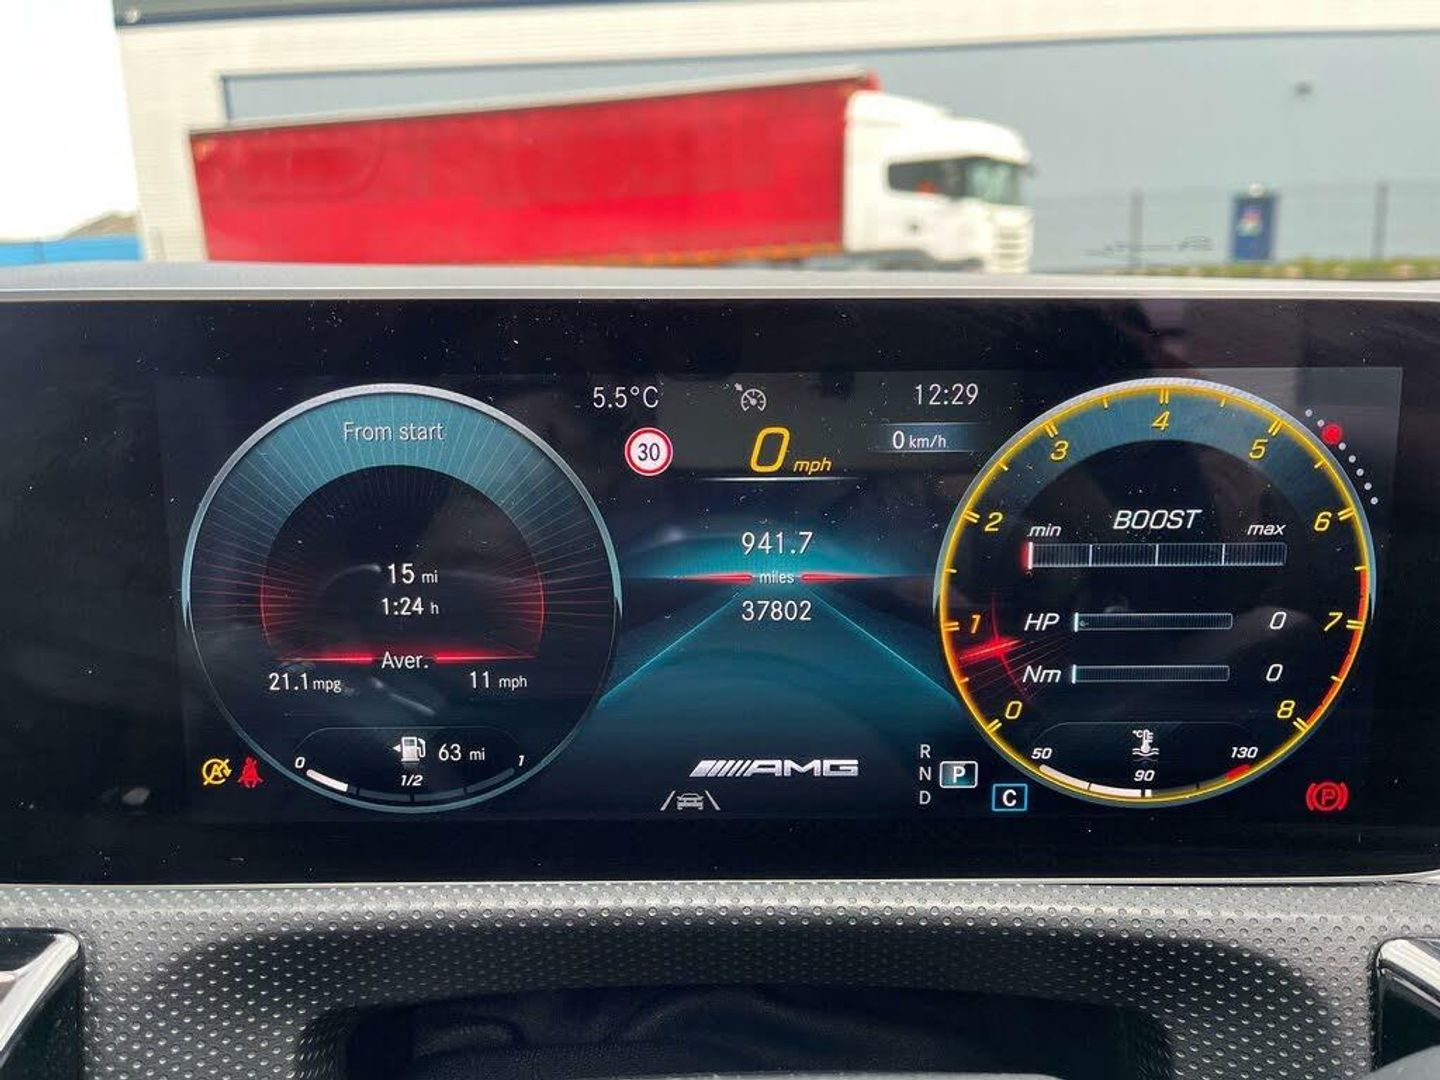 From start
15 mi
1:24 h
Aver.
21.1 mpg 11 mph
0 1/2 1
63 mi
5.5°C
12:29
30
0 mph
0 km/h
941.7
miles
37802
AMG
R
N P
D
C
0 1 2 3 4 5 6 7 8
BOOST
min max
HP 0
Nm 0
°C
50 90 130
A
P